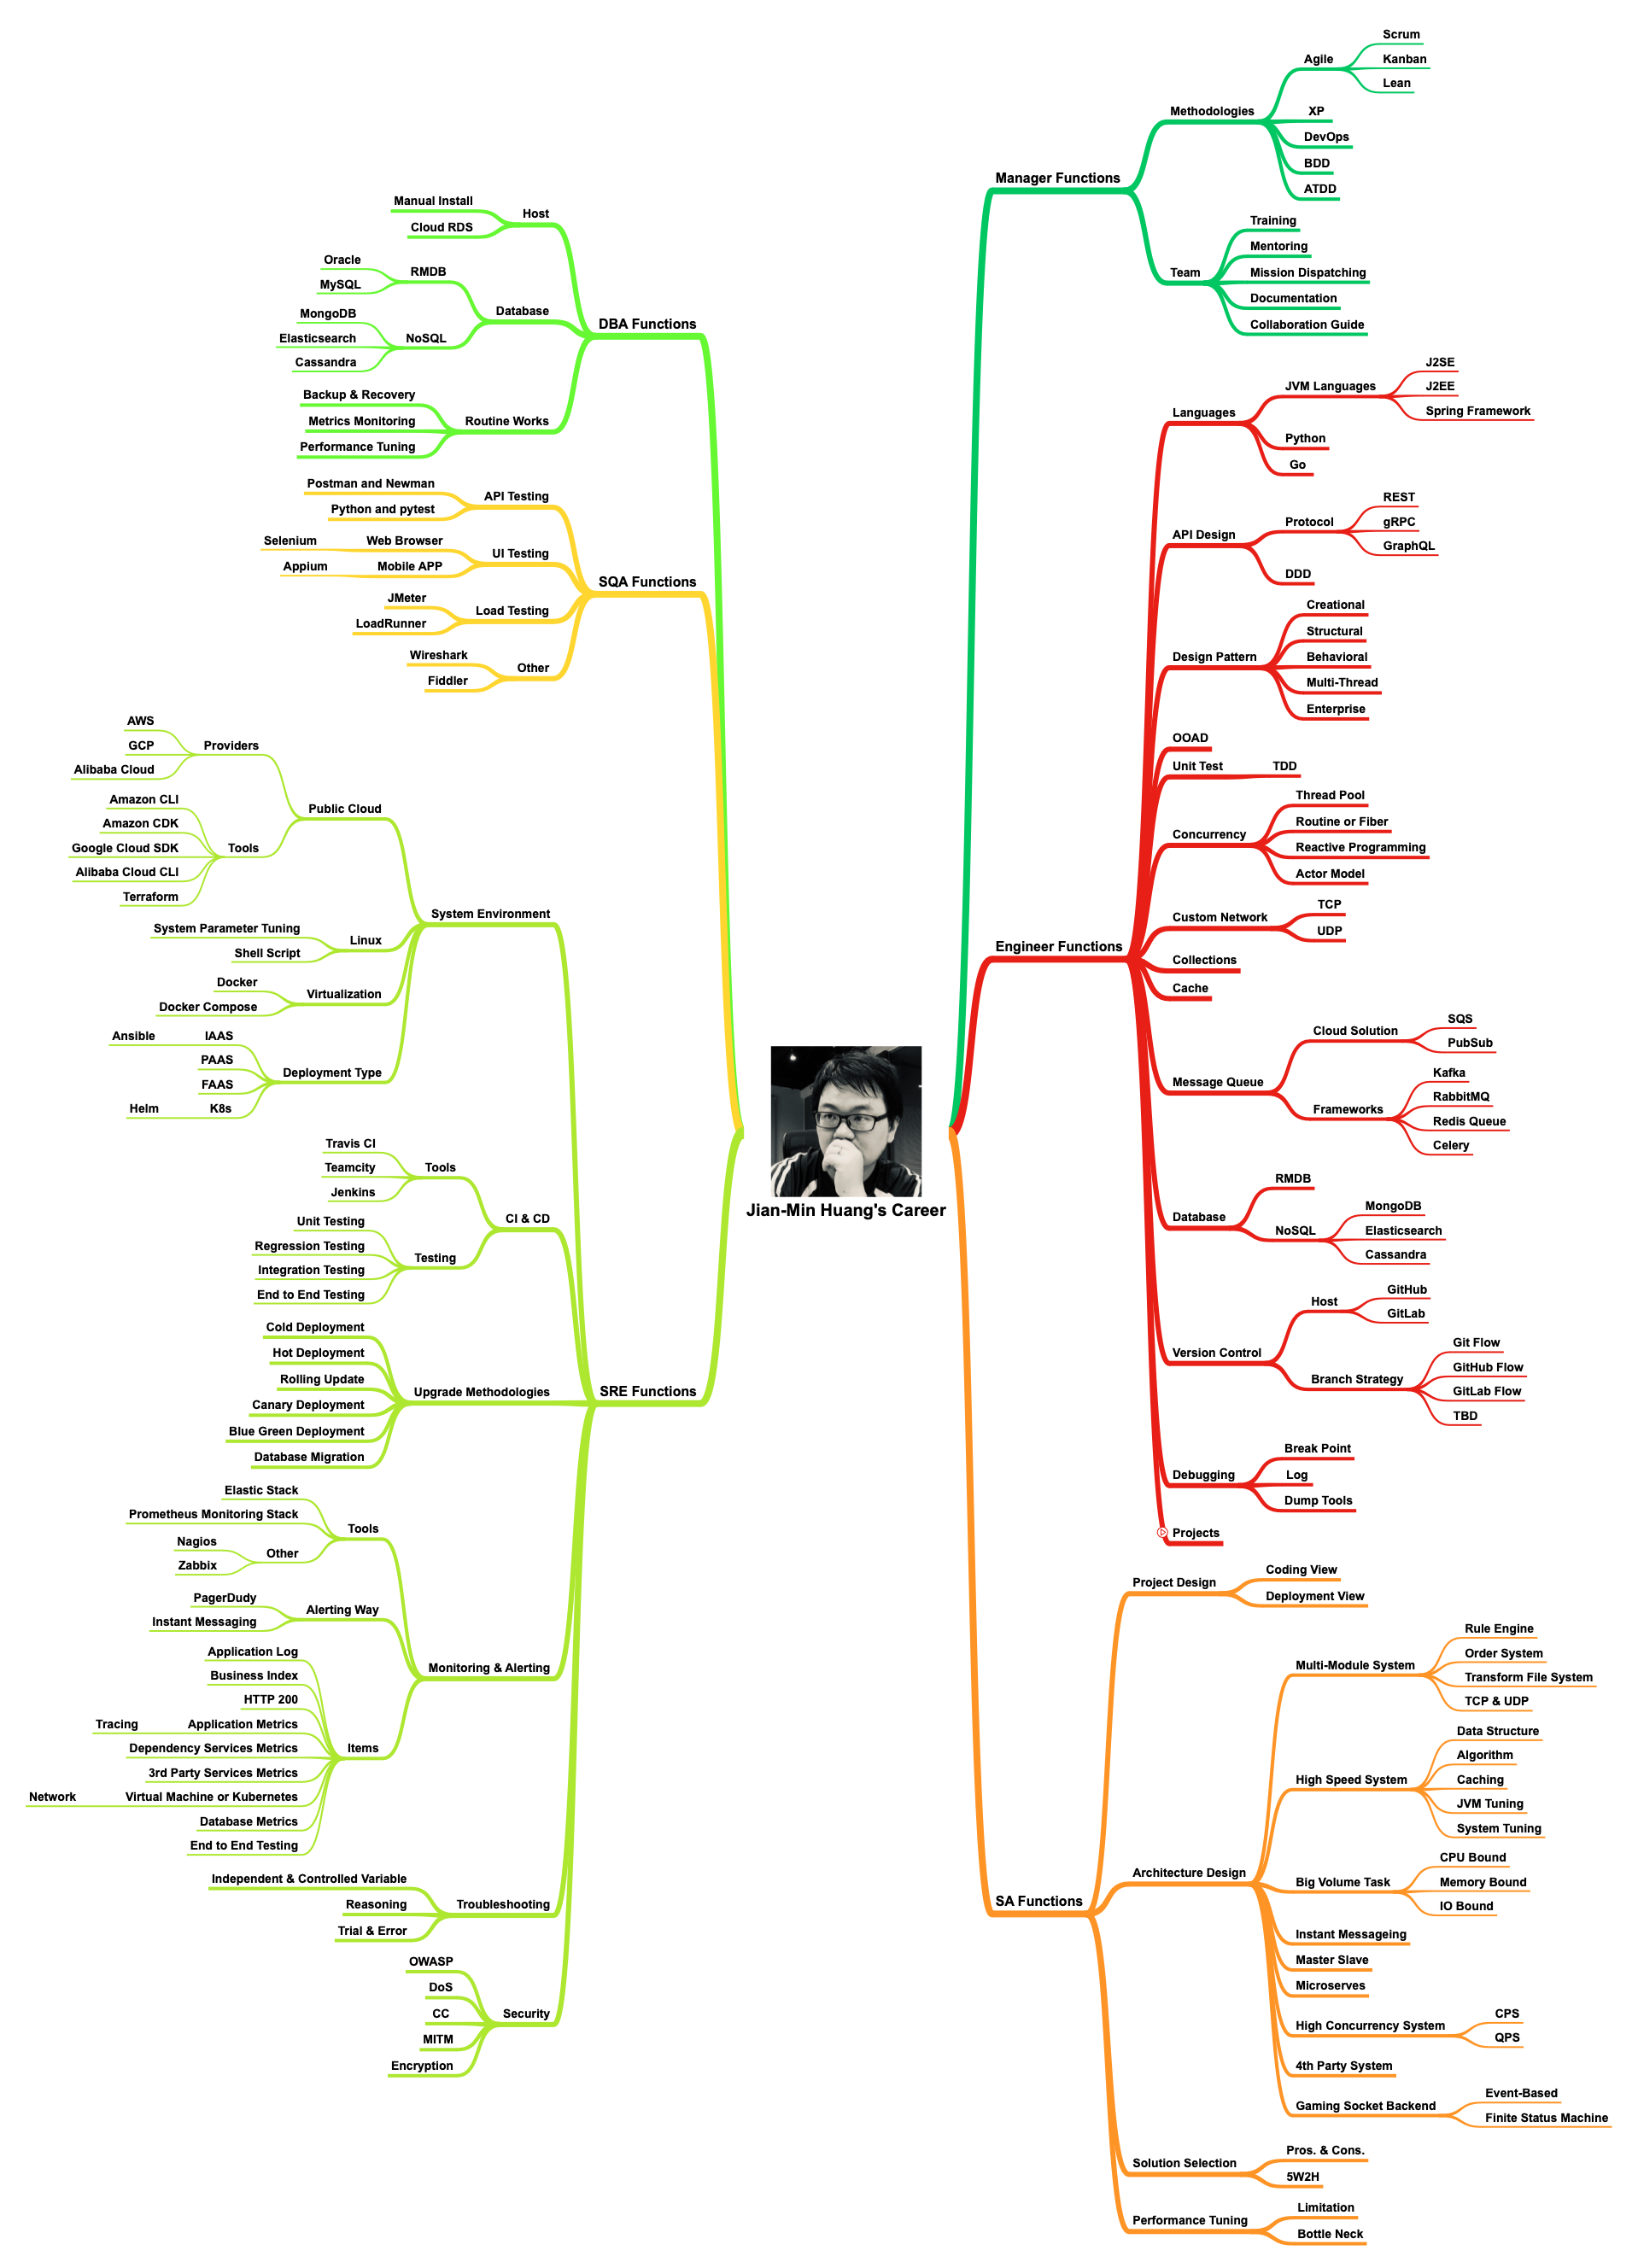 Jian-Min Huang's Career
Manager Functions
Methodologies
Agile
Scrum
Kanban
Lean
XP
DevOps
BDD
ATDD
Team
Training
Mentoring
Mission Dispatching
Documentation
Collaboration Guide
Engineer Functions
Languages
JVM Languages
J2SE
J2EE
Spring Framework
Python
Go
API Design
Protocol
REST
gRPC
GraphQL
DDD
Design Pattern
Creational
Structural
Behavioral
Multi-Thread
Enterprise
OOAD
Unit Test
TDD
Concurrency
Thread Pool
Routine or Fiber
Reactive Programming
Actor Model
Custom Network
TCP
UDP
Collections
Cache
Message Queue
Cloud Solution
SQS
PubSub
Frameworks
Kafka
RabbitMQ
Redis Queue
Celery
Database
RMDB
NoSQL
MongoDB
Elasticsearch
Cassandra
Version Control
Host
GitHub
GitLab
Branch Strategy
Git Flow
GitHub Flow
GitLab Flow
TBD
Debugging
Break Point
Log
Dump Tools
Projects
SA Functions
Project Design
Coding View
Deployment View
Architecture Design
Multi-Module System
Rule Engine
Order System
Transform File System
TCP & UDP
High Speed System
Data Structure
Algorithm
Caching
JVM Tuning
System Tuning
Big Volume Task
CPU Bound
Memory Bound
IO Bound
Instant Messageing
Master Slave
Microserves
High Concurrency System
CPS
QPS
4th Party System
Gaming Socket Backend
Event-Based
Finite Status Machine
Solution Selection
Pros. & Cons.
5W2H
Performance Tuning
Limitation
Bottle Neck
DBA Functions
Host
Manual Install
Cloud RDS
Database
RMDB
Oracle
MySQL
NoSQL
MongoDB
Elasticsearch
Cassandra
Routine Works
Backup & Recovery
Metrics Monitoring
Performance Tuning
SQA Functions
API Testing
Postman and Newman
Python and pytest
UI Testing
Web Browser
Selenium
Mobile APP
Appium
Load Testing
JMeter
LoadRunner
Other
Wireshark
Fiddler
SRE Functions
System Environment
Public Cloud
Providers
AWS
GCP
Alibaba Cloud
Tools
Amazon CLI
Amazon CDK
Google Cloud SDK
Alibaba Cloud CLI
Terraform
Linux
System Parameter Tuning
Shell Script
Virtualization
Docker
Docker Compose
Deployment Type
IAAS
Ansible
PAAS
FAAS
K8s
Helm
CI & CD
Tools
Travis CI
Teamcity
Jenkins
Testing
Unit Testing
Regression Testing
Integration Testing
End to End Testing
Upgrade Methodologies
Cold Deployment
Hot Deployment
Rolling Update
Canary Deployment
Blue Green Deployment
Database Migration
Monitoring & Alerting
Tools
Elastic Stack
Prometheus Monitoring Stack
Other
Nagios
Zabbix
Alerting Way
PagerDudy
Instant Messaging
Items
Application Log
Business Index
HTTP 200
Application Metrics
Tracing
Dependency Services Metrics
3rd Party Services Metrics
Virtual Machine or Kubernetes
Network
Database Metrics
End to End Testing
Troubleshooting
Independent & Controlled Variable
Reasoning
Trial & Error
Security
OWASP
DoS
CC
MITM
Encryption